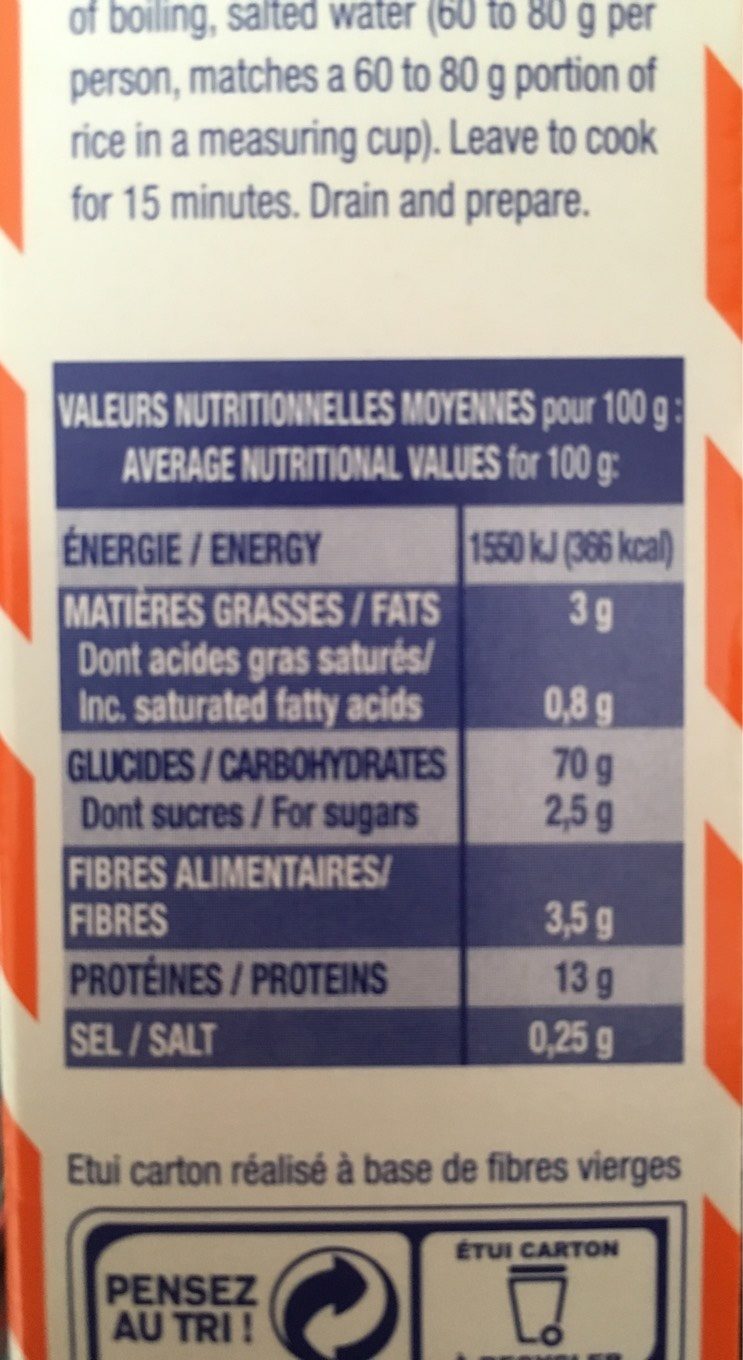 of boiling, salted water (60 to 80 g per
person, matches a 60 to 80 g portion of
rice in a measuring cup). Leave to cook
for 15 minutes. Drain and prepare.
VALEURS NUTRITIONNELLES MOYENNES pour 100 g :
AVERAGE NUTRITIONAL VALUES for 100 g:
ÉNERGIE / ENERGY 1550 kJ (366 kcal)
MATIÈRES GRASSES / FATS 3 g
Dont acides gras saturés/
Inc. saturated fatty acids 0,8 g
GLUCIDES / CARBOHYDRATES 70 g
Dont sucres / For sugars 2,5 g
FIBRES ALIMENTAIRES/
FIBRES 3,5 g
PROTÉINES / PROTEINS 13 g
SEL / SALT 0,25 g
Etui carton réalisé à base de fibres vierges
PENSEZ
AU TRI !
ÉTUI CARTON
À RECYCLER